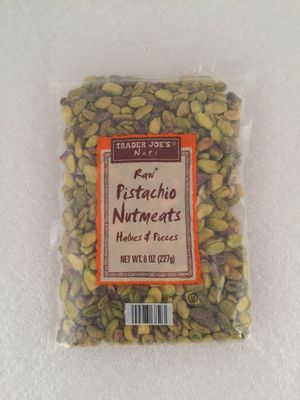 TRADER JOE'S®
Nuts
Raw*
Pistachio
Nutmeats
Halves & Pieces
NET WT. 8 OZ (227g)